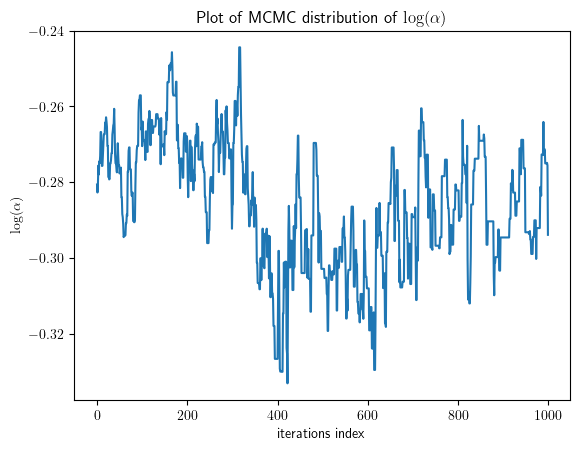 Plot of MCMC distribution of log(α)
−0.24
−0.26
−0.28
−0.30
−0.32
log(α)
0 200 400 600 800 1000
iterations index